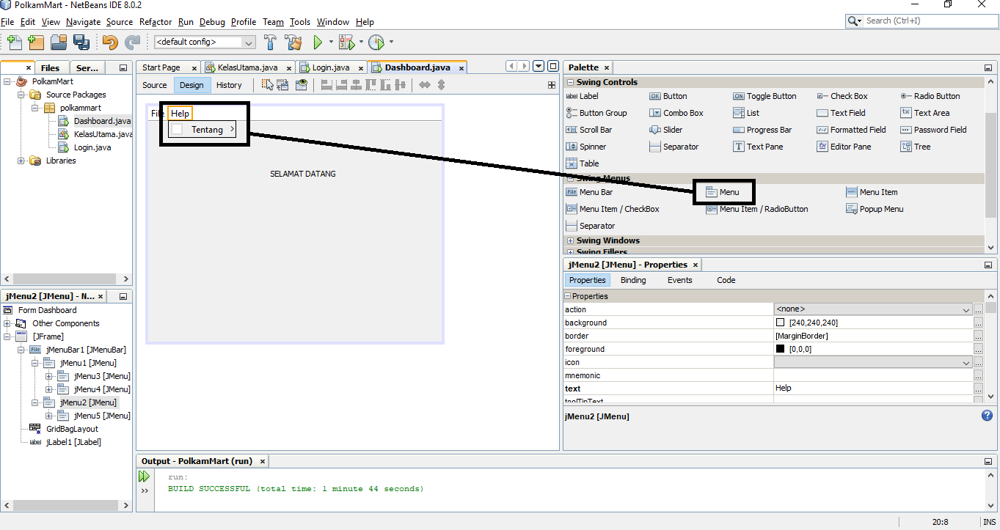 PolkamMart - NetBeans IDE 8.0.2
File Edit View Navigate Source Refactor Run Debug Profile Team Tools Window Help
Search (Ctrl+I)
<default config>
Files Ser...
PolkamMart
Source Packages
polkammart
Dashboard.java
KelasUtama.java
Login.java
Libraries
Start Page KelasUtama.java Login.java Dashboard.java
Source Design History
File Help
Tentang
SELAMAT DATANG
Palette
Swing Controls
label Label OK Button ON Toggle Button Check Box Radio Button
Button Group Combo Box List Text Field Text Area
Scroll Bar Slider Progress Bar Formatted Field Password Field
Spinner Separator Text Pane Editor Pane Tree
Table
Swing Menus
File Menu Bar Menu Menu Item
Menu Item / CheckBox Menu Item / RadioButton Popup Menu
Separator
Swing Windows
Swing Fillers
jMenu2 [JMenu] - Properties
Properties Binding Events Code
Properties
action <none>
background [240,240,240]
border [MarginBorder]
foreground [0,0,0]
icon
mnemonic
text Help
toolTipText
jMenu2 [JMenu]
jMenu2 [JMenu] - N...
Form Dashboard
Other Components
[JFrame]
File jMenuBar1 [JMenuBar]
jMenu1 [JMenu]
jMenu3 [JMenu]
jMenu4 [JMenu]
jMenu2 [JMenu]
jMenu5 [JMenu]
GridBagLayout
label jLabel1 [JLabel]
Output - PolkamMart (run)
run:
BUILD SUCCESSFUL (total time: 1 minute 44 seconds)
20:8 INS